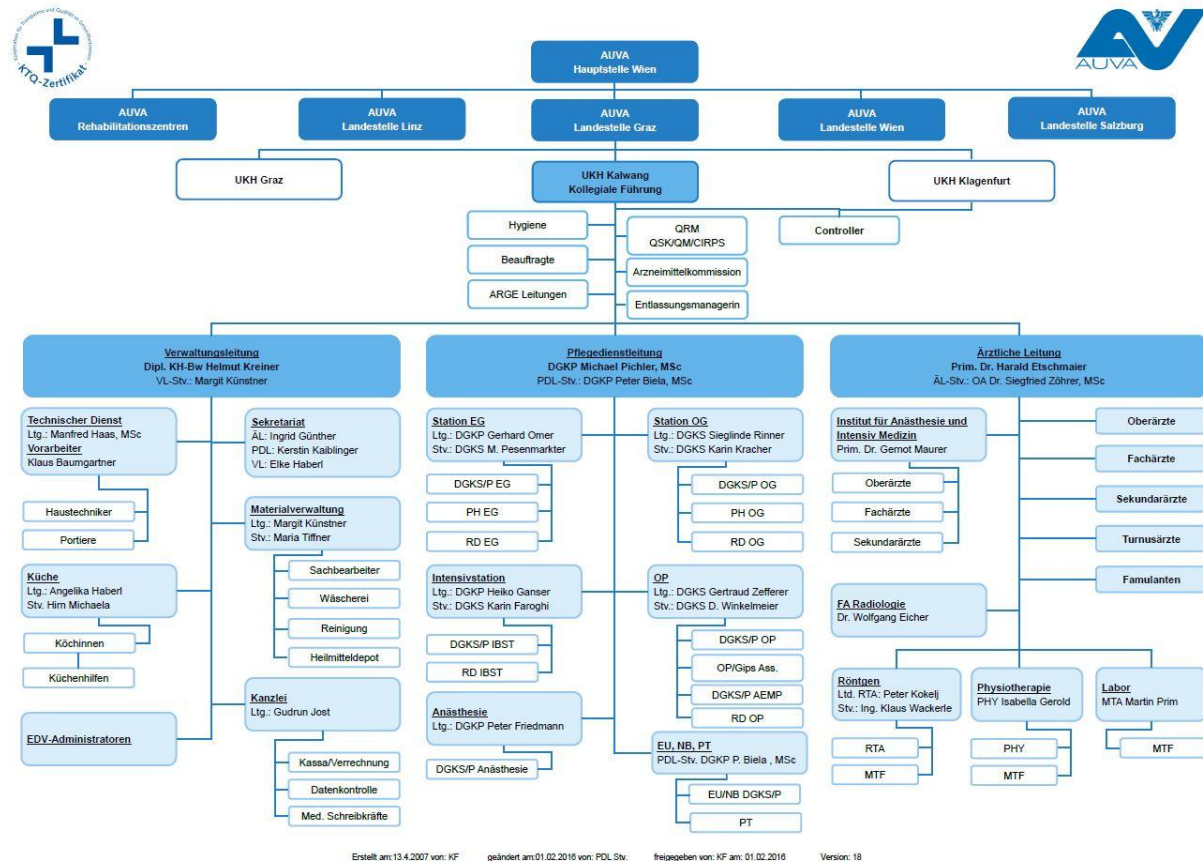 Kooperation für Transparenz und Qualität im Gesundheitswesen
KTQ-Zertifikat
AUVA
AUVA
Hauptstelle Wien
AUVA
Rehabilitationszentren
AUVA
Landestelle Linz
AUVA
Landestelle Graz
AUVA
Landestelle Wien
AUVA
Landestelle Salzburg
UKH Graz
UKH Kalwang
Kollegiale Führung
UKH Klagenfurt
Hygiene
QRM
QSK/QM/CIRPS
Controller
Beauftragte
Arzneimittelkommission
ARGE Leitungen
Entlassungsmanagerin
Verwaltungsleitung
Dipl. KH-Bw Helmut Kreiner
VL-Stv.: Margit Künstner
Technischer Dienst
Ltg.: Manfred Haas, MSc
Vorarbeiter
Klaus Baumgartner
Haustechniker
Portiere
Küche
Ltg.: Angelika Haberl
Stv. Hirn Michaela
Köchinnen
Küchenhilfen
EDV-Administratoren
Sekretariat
ÄL: Ingrid Günther
PDL: Kerstin Kaiblinger
VL: Elke Haberl
Materialverwaltung
Ltg.: Margit Künstner
Stv.: Maria Tiffner
Sachbearbeiter
Wäscherei
Reinigung
Heilmitteldepot
Kanzlei
Ltg.: Gudrun Jost
Kassa/Verrechnung
Datenkontrolle
Med. Schreibkräfte
Pflegedienstleitung
DGKP Michael Pichler, MSc
PDL-Stv.: DGKP Peter Biela, MSc
Station EG
Ltg.: DGKP Gerhard Omer
Stv.: DGKS M. Pesenmarkter
DGKS/P EG
PH EG
RD EG
Intensivstation
Ltg.: DGKP Heiko Ganser
Stv.: DGKS Karin Faroghi
DGKS/P IBST
RD IBST
Anästhesie
Ltg.: DGKP Peter Friedmann
DGKS/P Anästhesie
Station OG
Ltg.: DGKS Sieglinde Rinner
Stv.: DGKS Karin Kracher
DGKS/P OG
PH OG
RD OG
OP
Ltg.: DGKS Gertraud Zefferer
Stv.: DGKS D. Winkelmeier
DGKS/P OP
OP/Gips Ass.
DGKS/P AEMP
RD OP
EU, NB, PT
PDL-Stv. DGKP P. Biela , MSc
EU/NB DGKS/P
PT
Ärztliche Leitung
Prim. Dr. Harald Etschmaier
ÄL-Stv.: OA Dr. Siegfried Zöhrer, MSc
Institut für Anästhesie und
Intensiv Medizin
Prim. Dr. Gernot Maurer
Oberärzte
Fachärzte
Sekundarärzte
Oberärzte
Fachärzte
Sekundarärzte
Turnusärzte
Famulanten
FA Radiologie
Dr. Wolfgang Eicher
Röntgen
Ltd. RTA: Peter Kokelj
Stv.: Ing. Klaus Wackerle
RTA
MTF
Physiotherapie
PHY Isabella Gerold
PHY
MTF
Labor
MTA Martin Prim
MTF
Erstellt am:13.4.2007 von: KF geändert am:01.02.2016 von: PDL Stv. freigegeben von: KF am: 01.02.2016 Version: 18